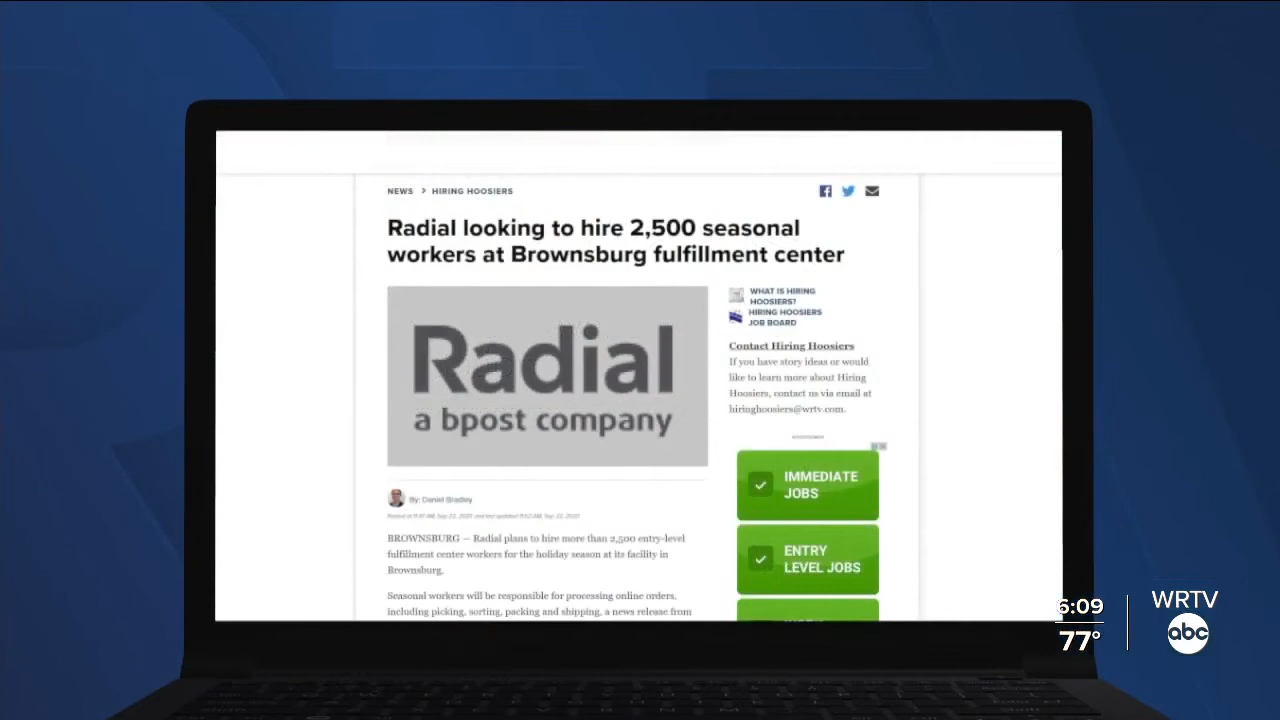 NEWS > HIRING HOOSIERS
Radial looking to hire 2,500 seasonal
workers at Brownsburg fulfillment center
Radial
a bpost company
By: Daniel Bradley
BROWNSBURG — Radial plans to hire more than 2,500 entry-level
fulfillment center workers for the holiday season at its facility in
Brownsburg.
Seasonal workers will be responsible for processing online orders,
including picking, sorting, packing and shipping, a news release from
WHAT IS HIRING
HOOSIERS?
HIRING HOOSIERS
JOB BOARD
Contact Hiring Hoosiers
If you have story ideas or would
like to learn more about Hiring
Hoosiers, contact us via email at
hiringhoosiers@wrtv.com.
IMMEDIATE
JOBS
ENTRY
LEVEL JOBS
6:09
77°
WRTV
abc